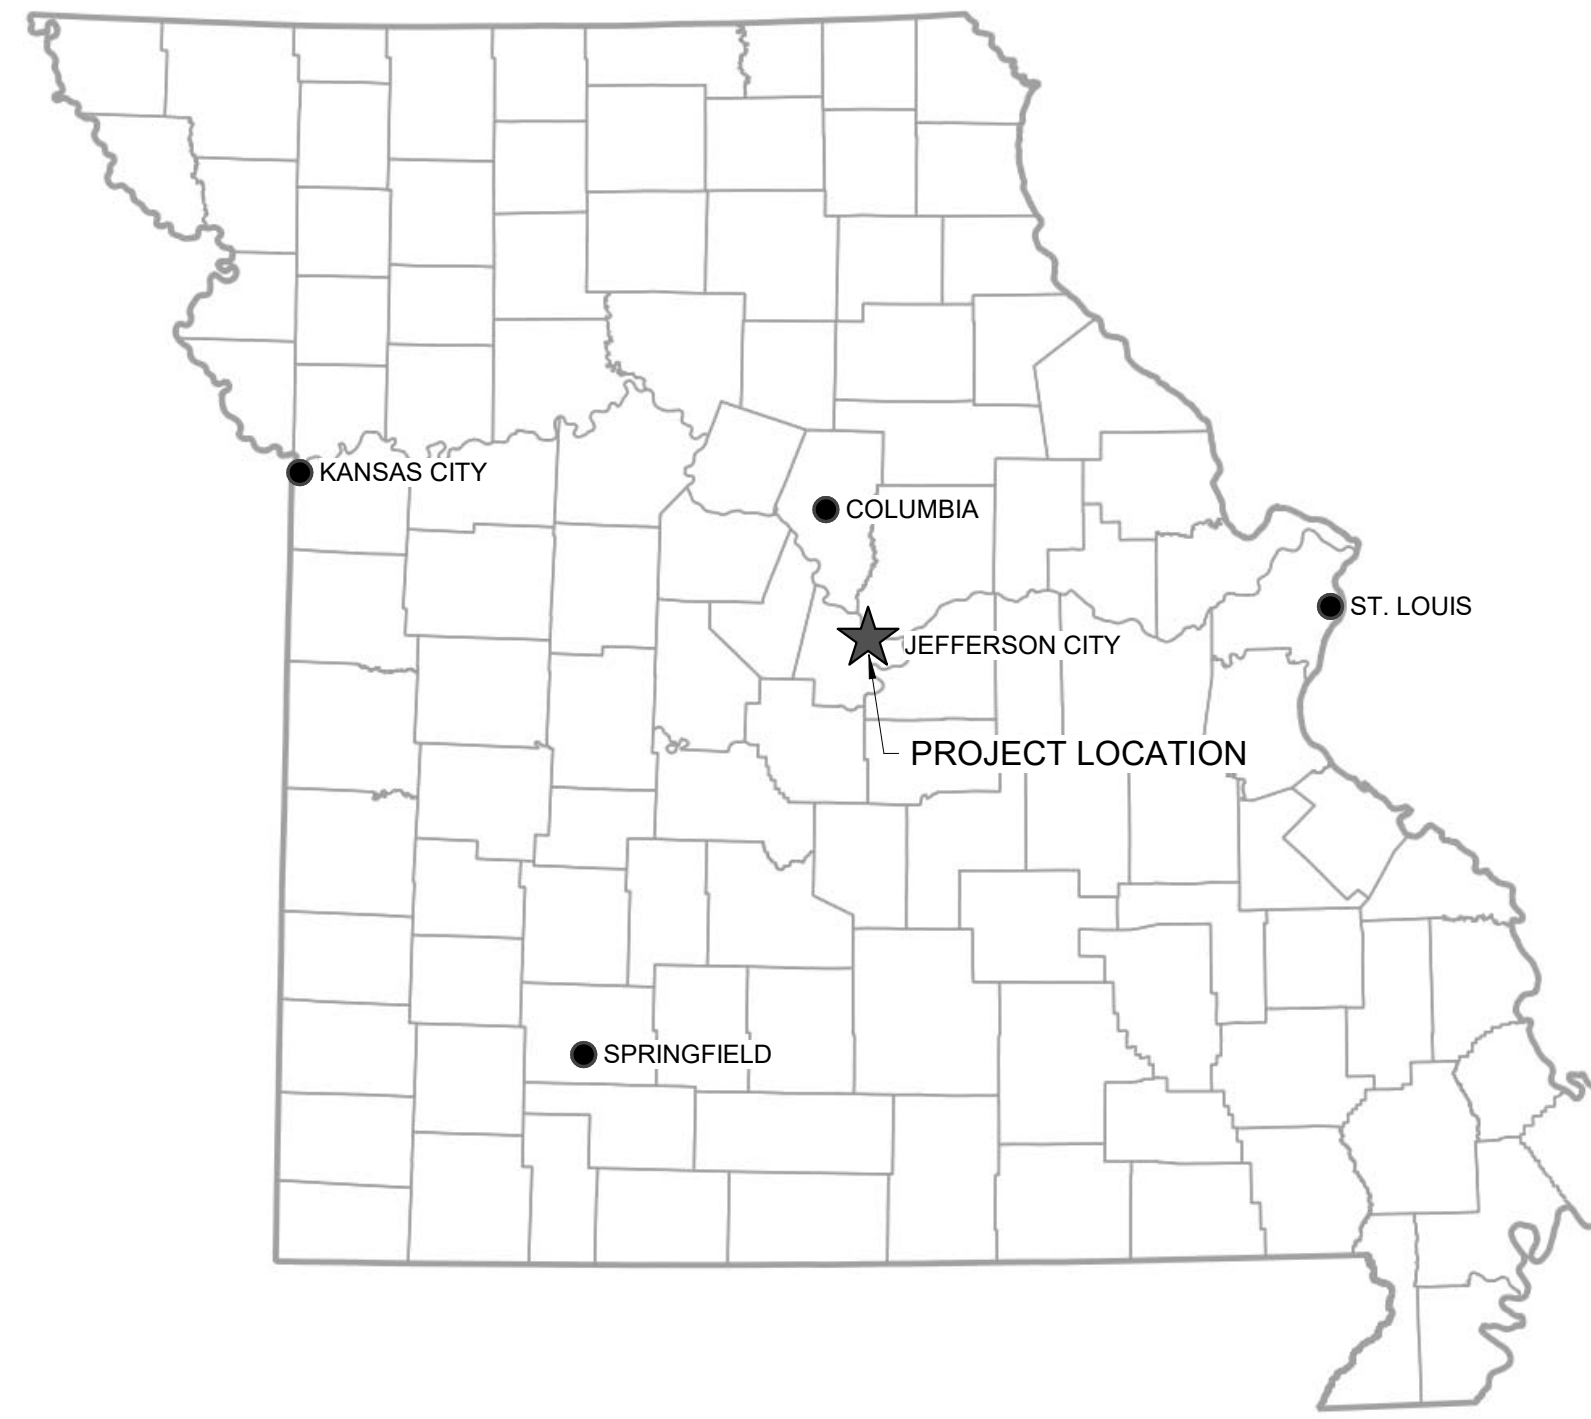 KANSAS CITY
COLUMBIA
ST. LOUIS
JEFFERSON CITY
PROJECT LOCATION
SPRINGFIELD